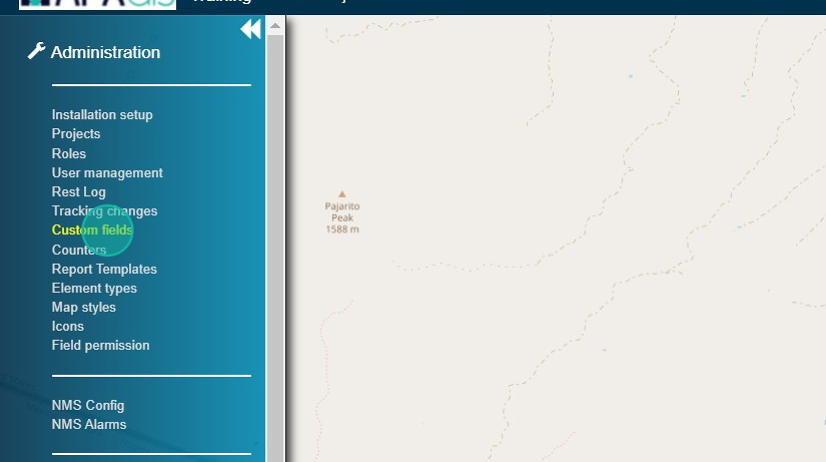 Administration
Installation setup
Projects
Roles
User management
Rest Log
Tracking changes
Custom fields
Counters
Report Templates
Element types
Map styles
Icons
Field permission
NMS Config
NMS Alarms
Pajarito
Peak
1588 m